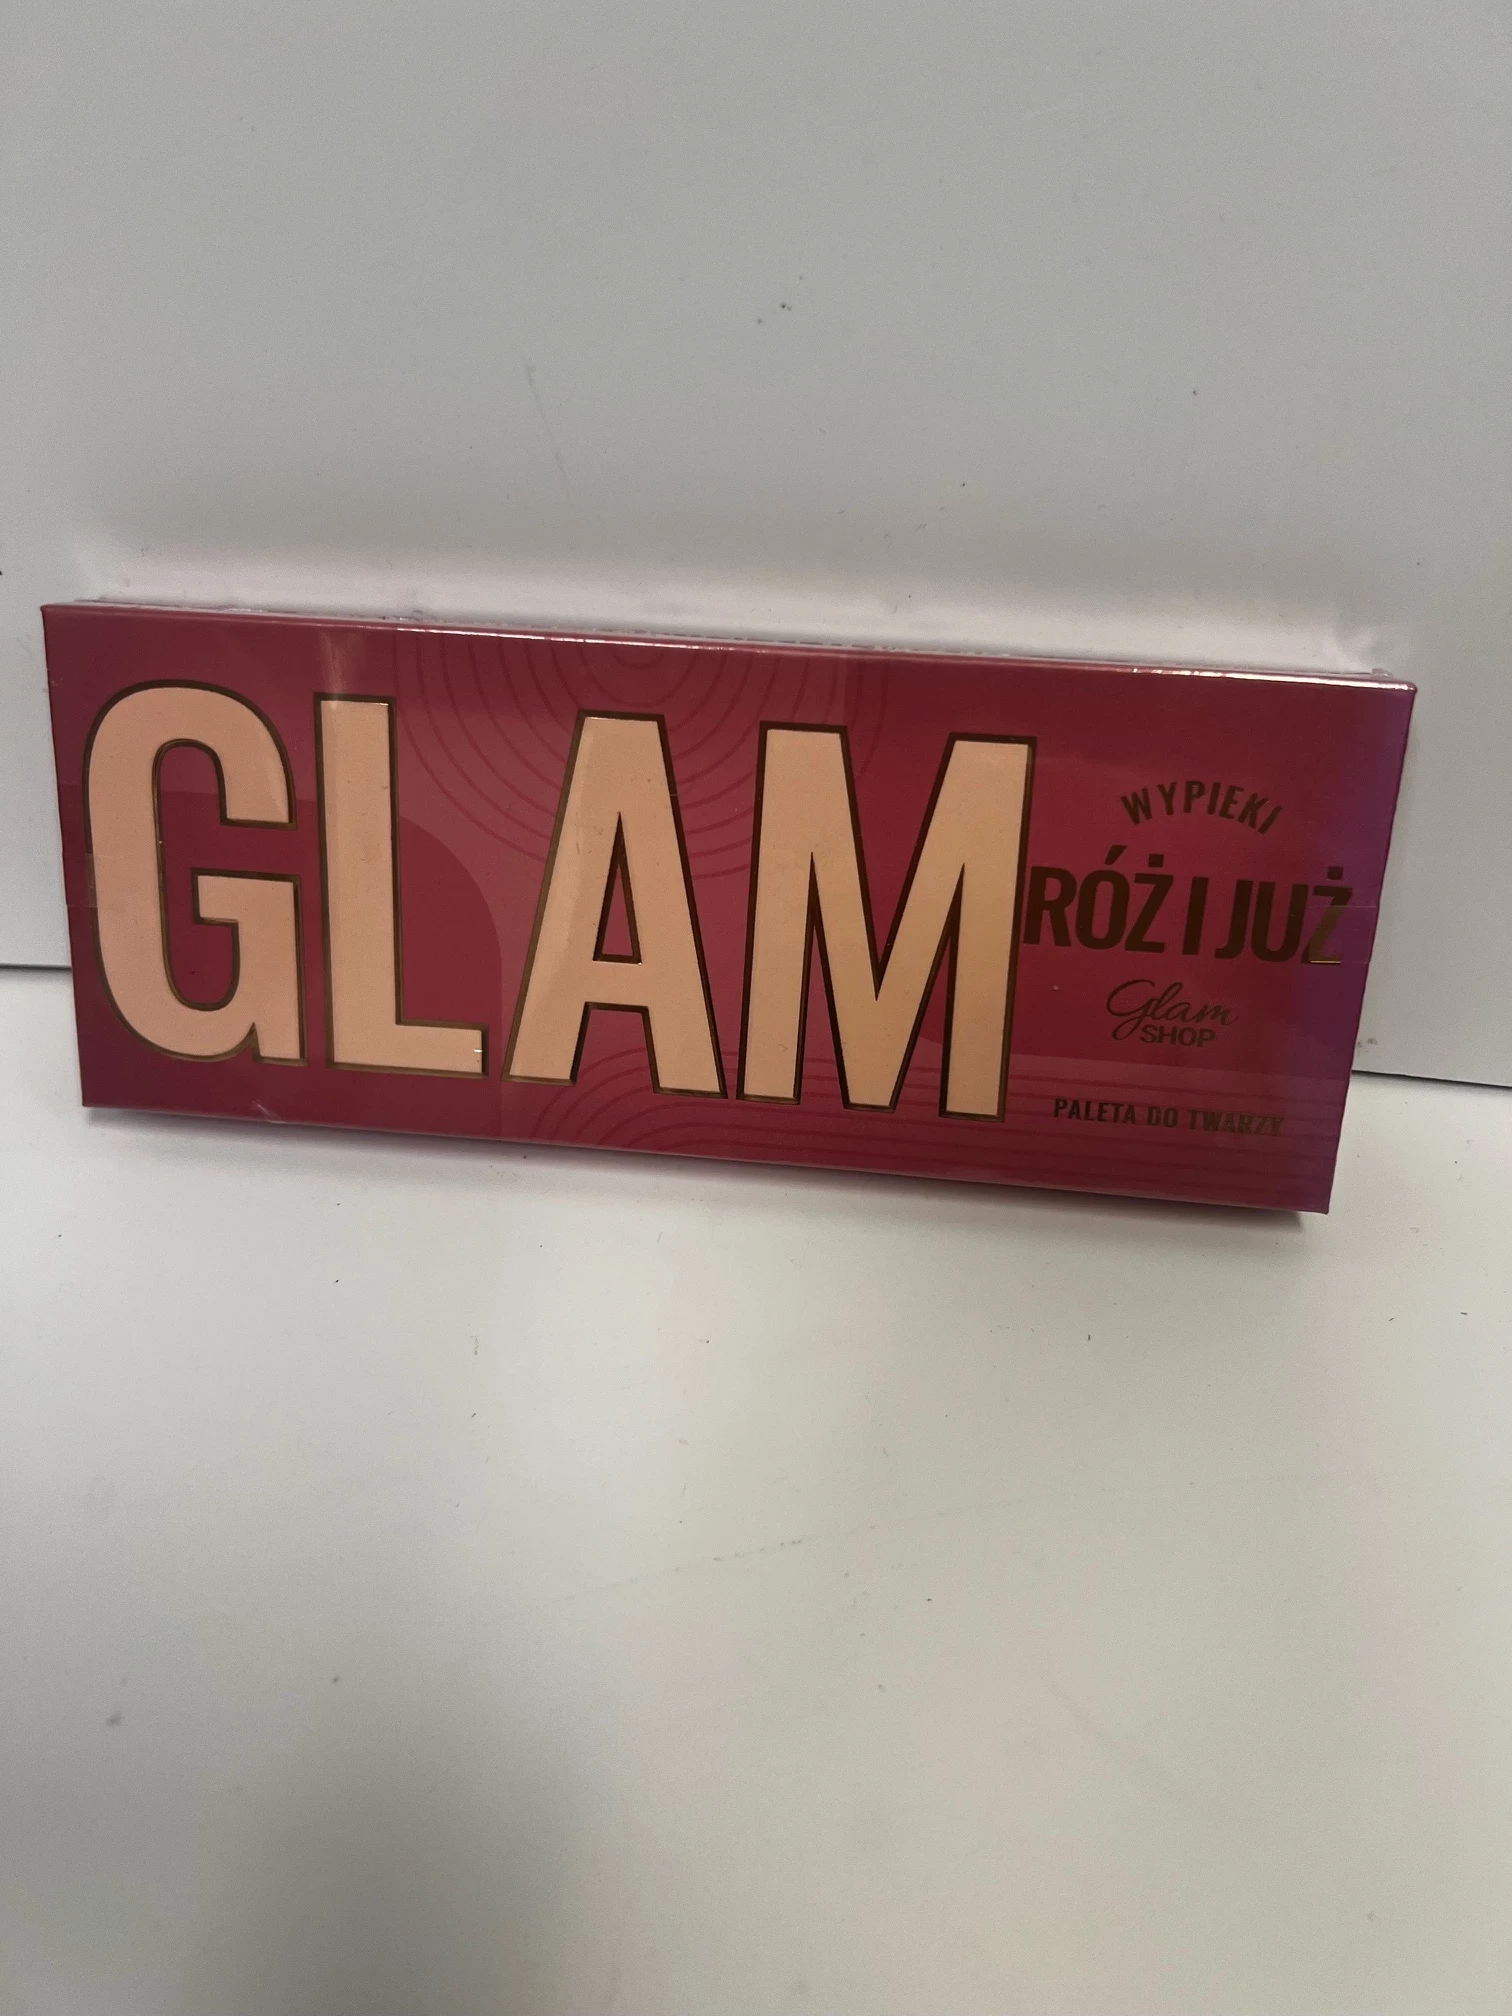 GLAM
WYPIEKI
RÓŻ I JUŻ
Glam
SHOP
PALETA DO TWARZY